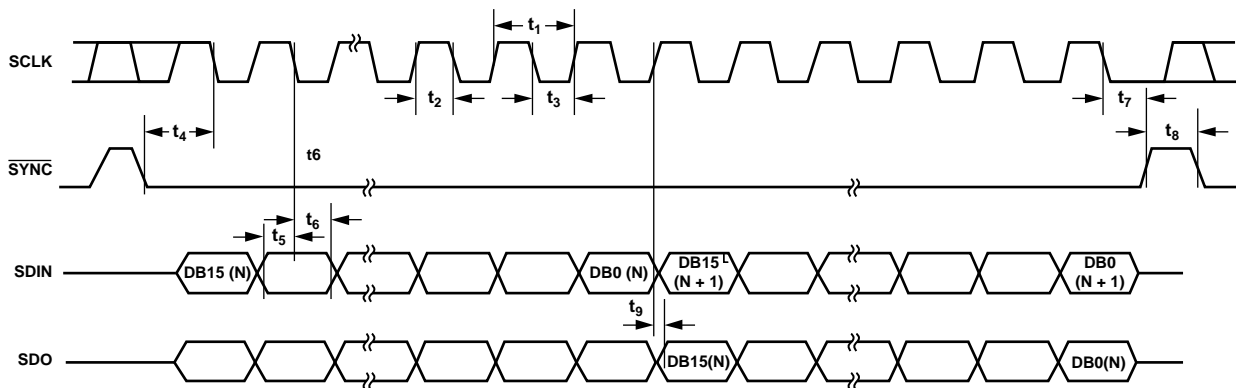 t1
SCLK
t2
t3
t7
t4
t8
t6
SYNC
t6
t5
SDIN
DB15 (N)
DB0 (N)
DB15 L
(N + 1)
DB0
(N + 1)
t9
SDO
DB15(N)
DB0(N)